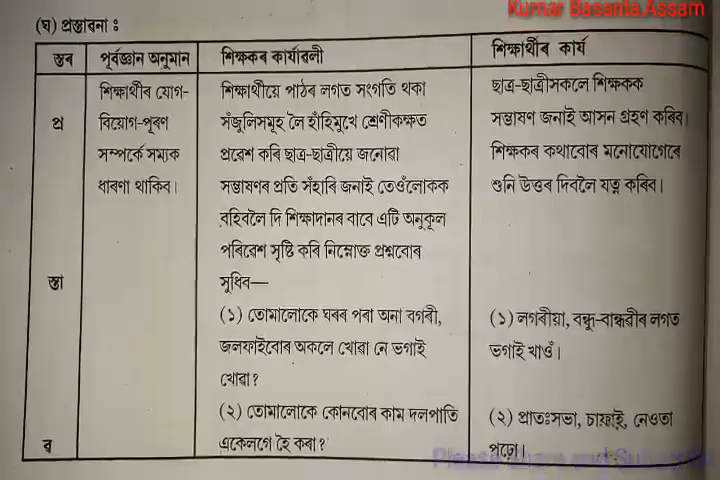 Kumar Basanta.Assam
(ঘ) প্ৰস্তাৱনা ঃ
স্তৰ পূৰ্বজ্ঞান অনুমান শিক্ষকৰ কাৰ্যাৱলী শিক্ষাৰ্থীৰ কাৰ্য
শিক্ষাৰ্থীৰ যোগ- শিক্ষাৰ্থীয়ে পাঠৰ লগত সংগতি থকা ছাত্ৰ-ছাত্ৰীসকলে শিক্ষকক
প্ৰ বিয়োগ-পূৰণ সঁজুলিসমূহ লৈ হাঁহিমুখে শ্ৰেণীকক্ষত সম্ভাষণ জনাই আসন গ্ৰহণ কৰিব।
সম্পৰ্কে সম্যক প্ৰৱেশ কৰি ছাত্ৰ-ছাত্ৰীয়ে জনোৱা শিক্ষকৰ কথাবোৰ মনোযোগেৰে
ধাৰণা থাকিব। সম্ভাষণৰ প্ৰতি সঁহাৰি জনাই তেওঁলোকক শুনি উত্তৰ দিবলৈ যত্ন কৰিব।
বহিবলৈ দি শিক্ষাদানৰ বাবে এটি অনুকূল
পৰিৱেশ সৃষ্টি কৰি নিম্নোক্ত প্ৰশ্নবোৰ
স্তা সুধিব—
(১) তোমালোকে ঘৰৰ পৰা অনা বগৰী, (১) লগৰীয়া, বন্ধু-বান্ধৱীৰ লগত
জলফাইবোৰ অকলে খোৱা নে ভগাই ভগাই খাওঁ।
খোৱা?
(২) তোমালোকে কোনবোৰ কাম দলপাতি (২) প্ৰাতঃসভা, চাফাই, নেওতা
ৱ একেলগে হৈ কৰা? পঢ়ো।
Please share and Subscribe